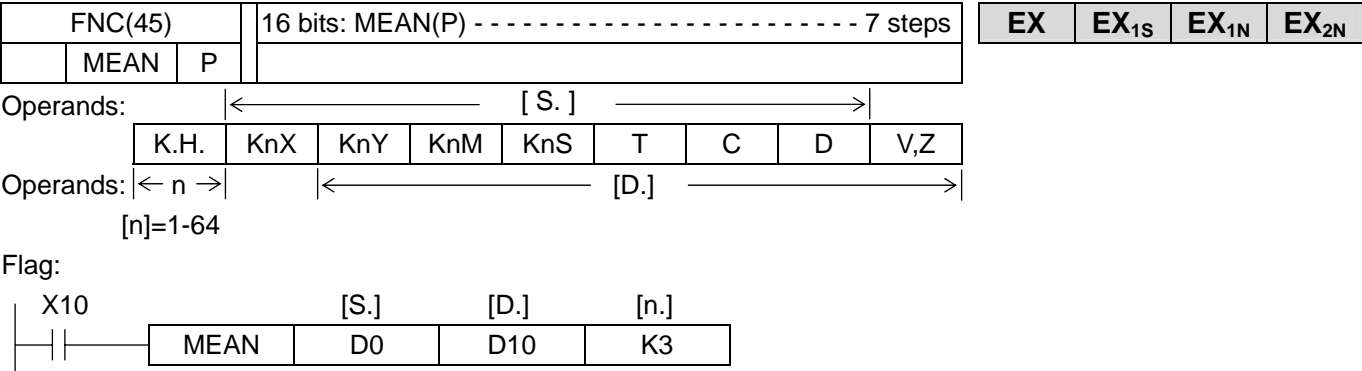 FNC(45) 16 bits: MEAN(P) - - - - - - - - - - - - - - - - - - - - - - - - - 7 steps EX EX1S EX1N EX2N
MEAN P
Operands: [ S. ]
K.H. KnX KnY KnM KnS T C D V,Z
Operands: n [D.]
[n]=1-64
Flag:
X10 [S.] [D.] [n.]
MEAN D0 D10 K3